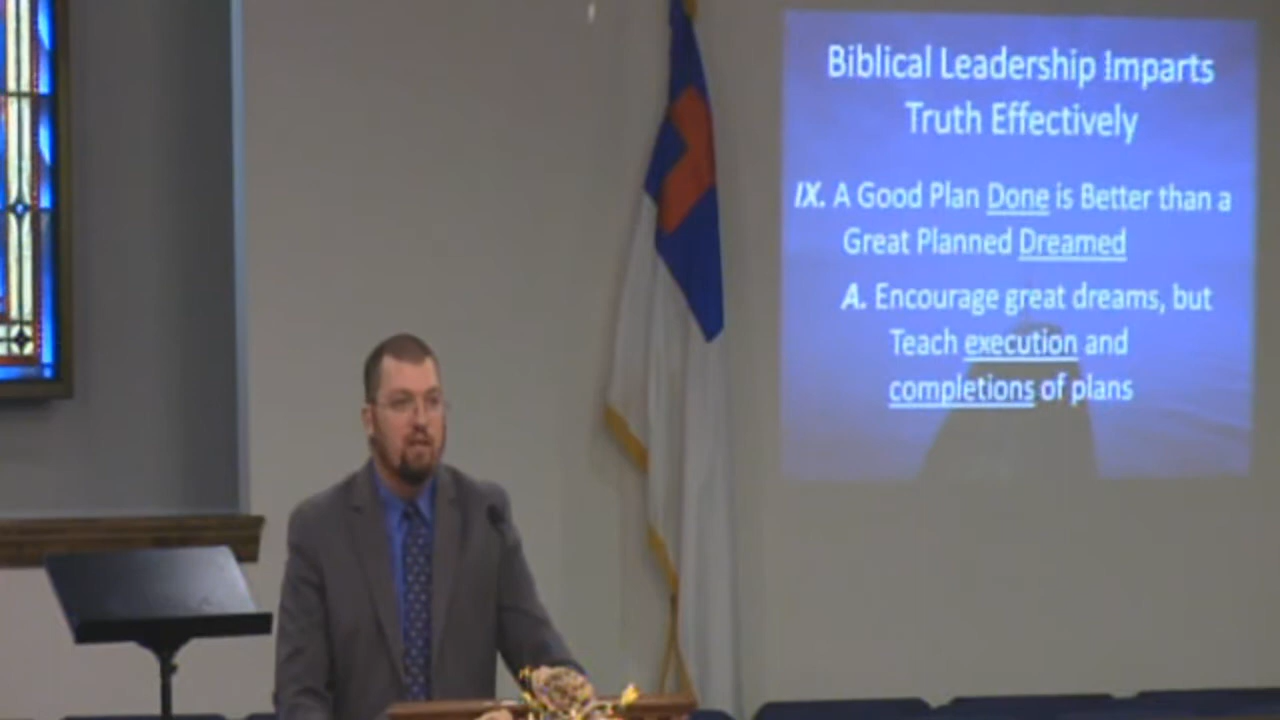 Biblical Leadership Imparts
Truth Effectively
IX. A Good Plan Done is Better than a
Great Planned Dreamed
A. Encourage great dreams, but
Teach execution and
completions of plans